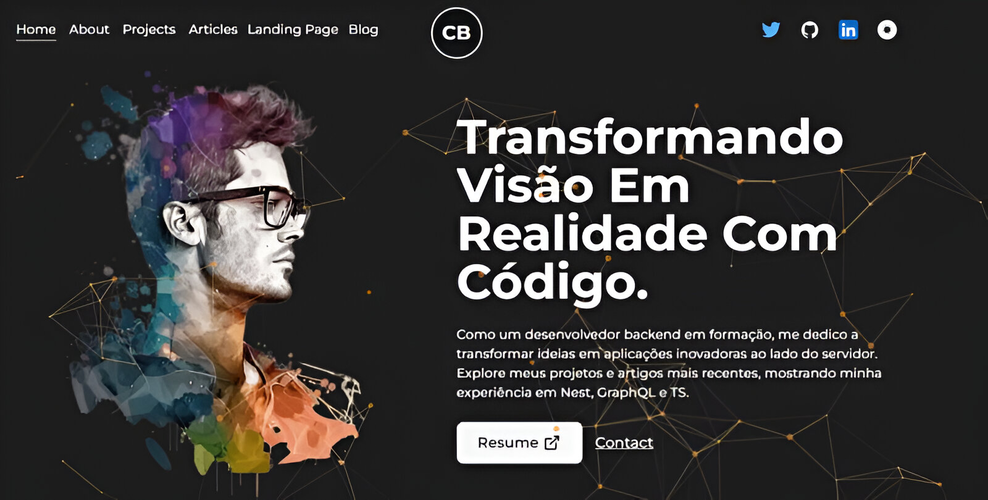 Home About Projects Articles Landing Page Blog CB
Transformando
Visão Em
Realidade Com
Código.
Como um desenvolvedor backend em formação, me dedico a
transformar ideias em aplicações inovadoras ao lado do servidor.
Explore meus projetos e artigos mais recentes, mostrando minha
experiência em Nest, GraphQL e TS.
Resume Contact